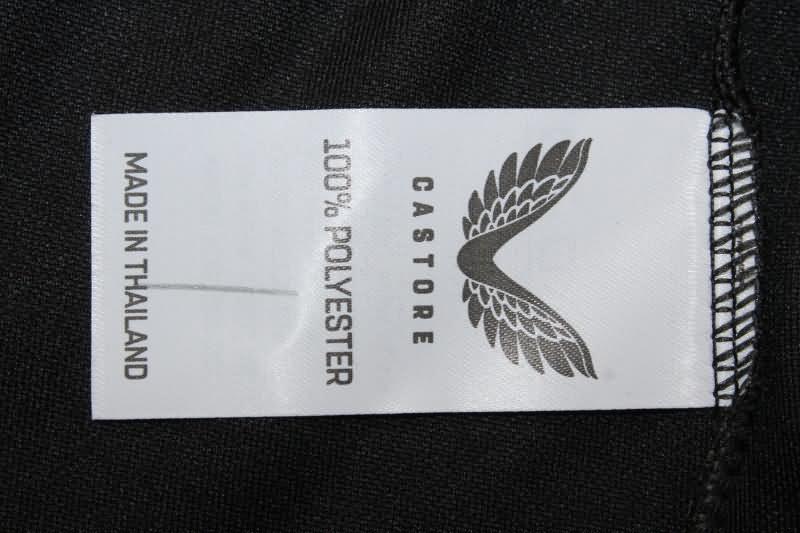 CASTORE
100% POLYESTER
MADE IN THAILAND